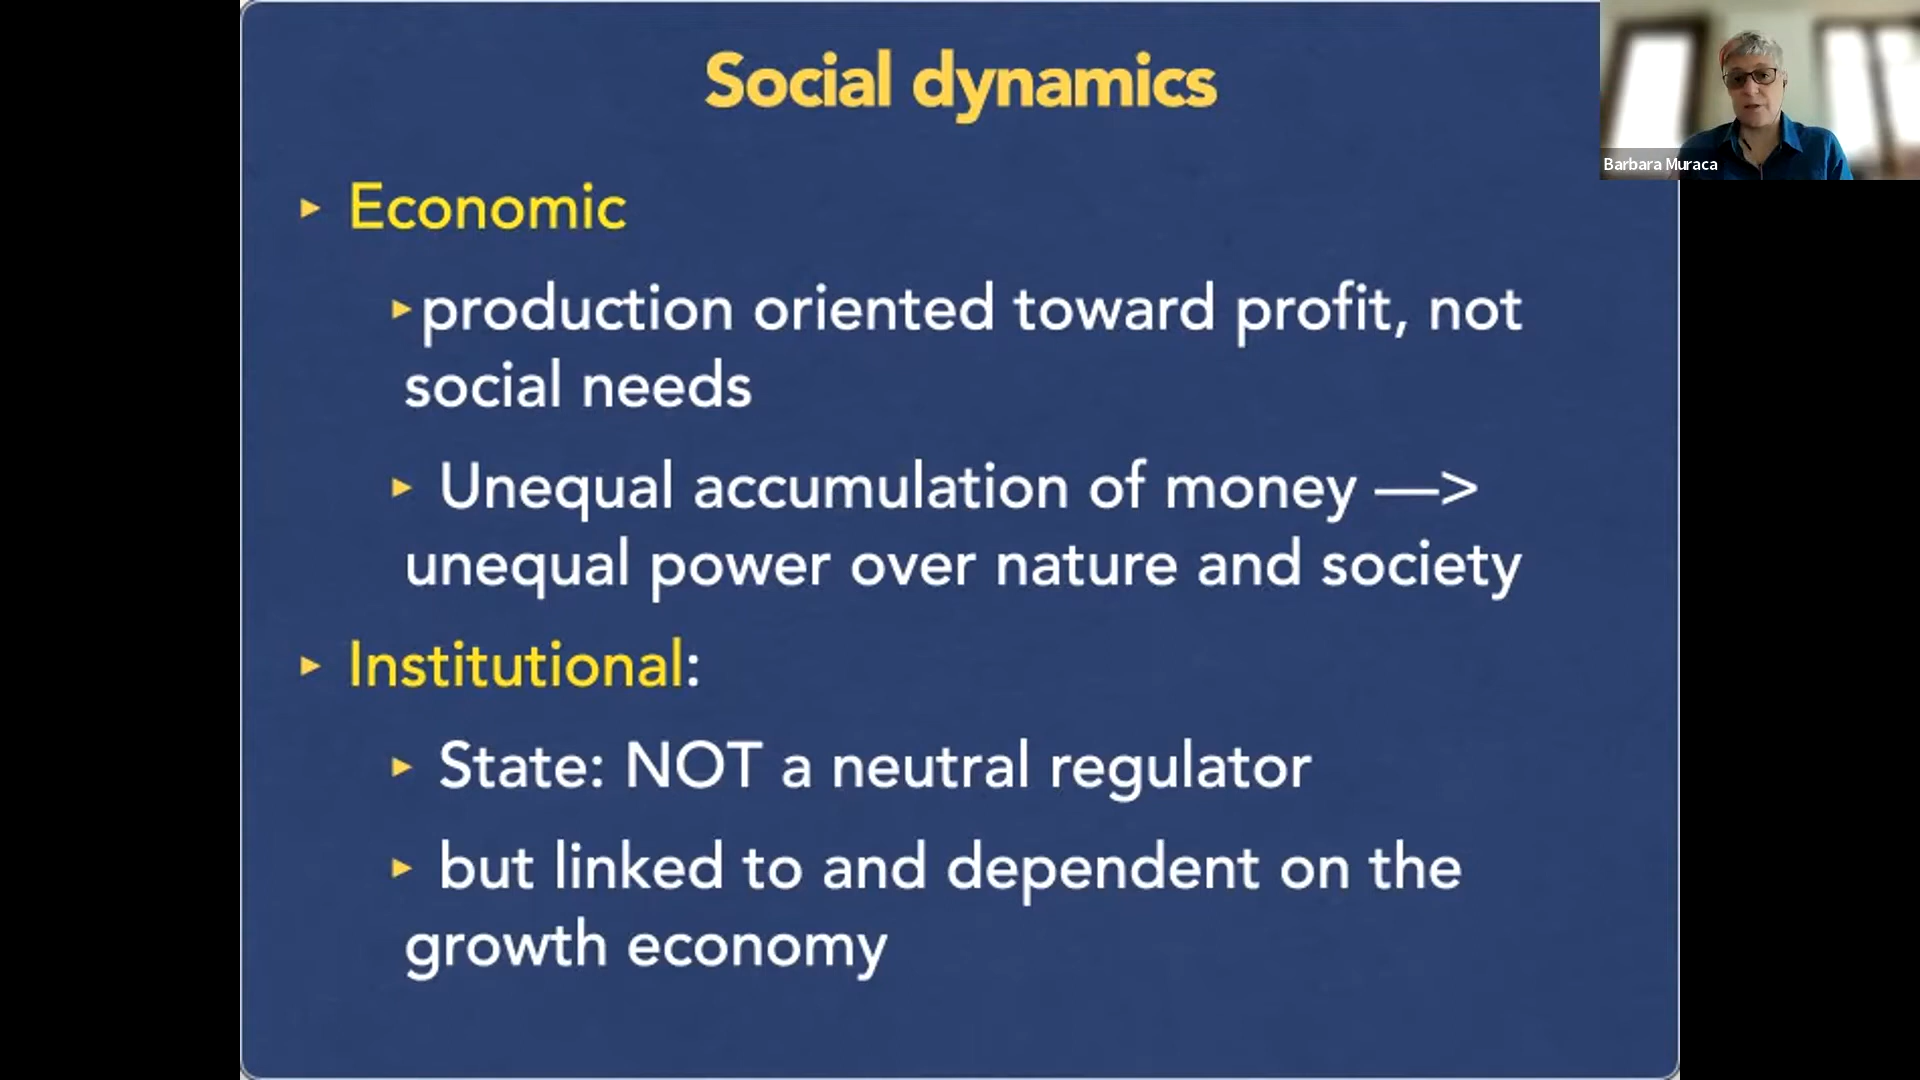 Social dynamics
Barbara Muraca
▸ Economic
▸ production oriented toward profit, not
social needs
▸ Unequal accumulation of money —>
unequal power over nature and society
▸ Institutional:
▸ State: NOT a neutral regulator
▸ but linked to and dependent on the
growth economy